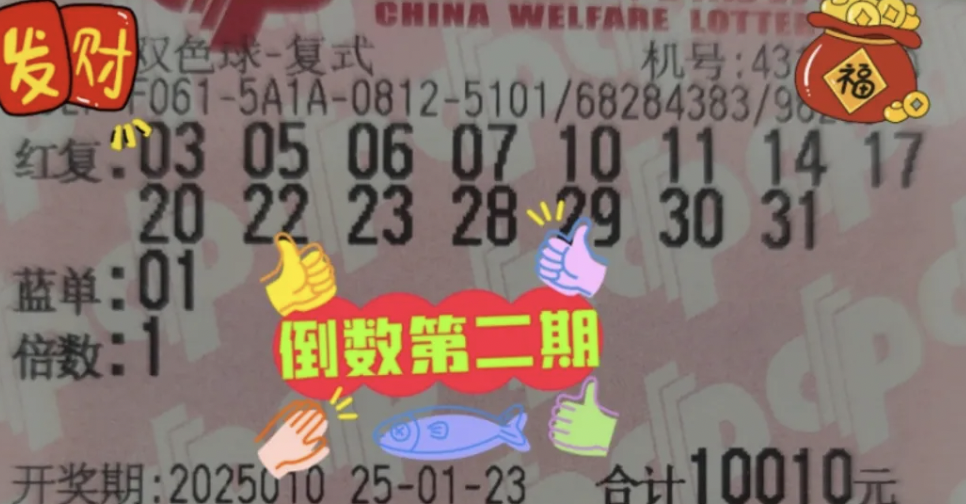 CHINA WELFARE LOTTER
发财
福
双色球-复式
机号:43
F061-5A1A-0812-5101/68284383/98
红复:03 05 06 07 10 11 14 17
20 22 23 28 29 30 31
蓝单:01
倍数:1
倒数第二期
开奖期:2025010 25-01-23 合计10010元